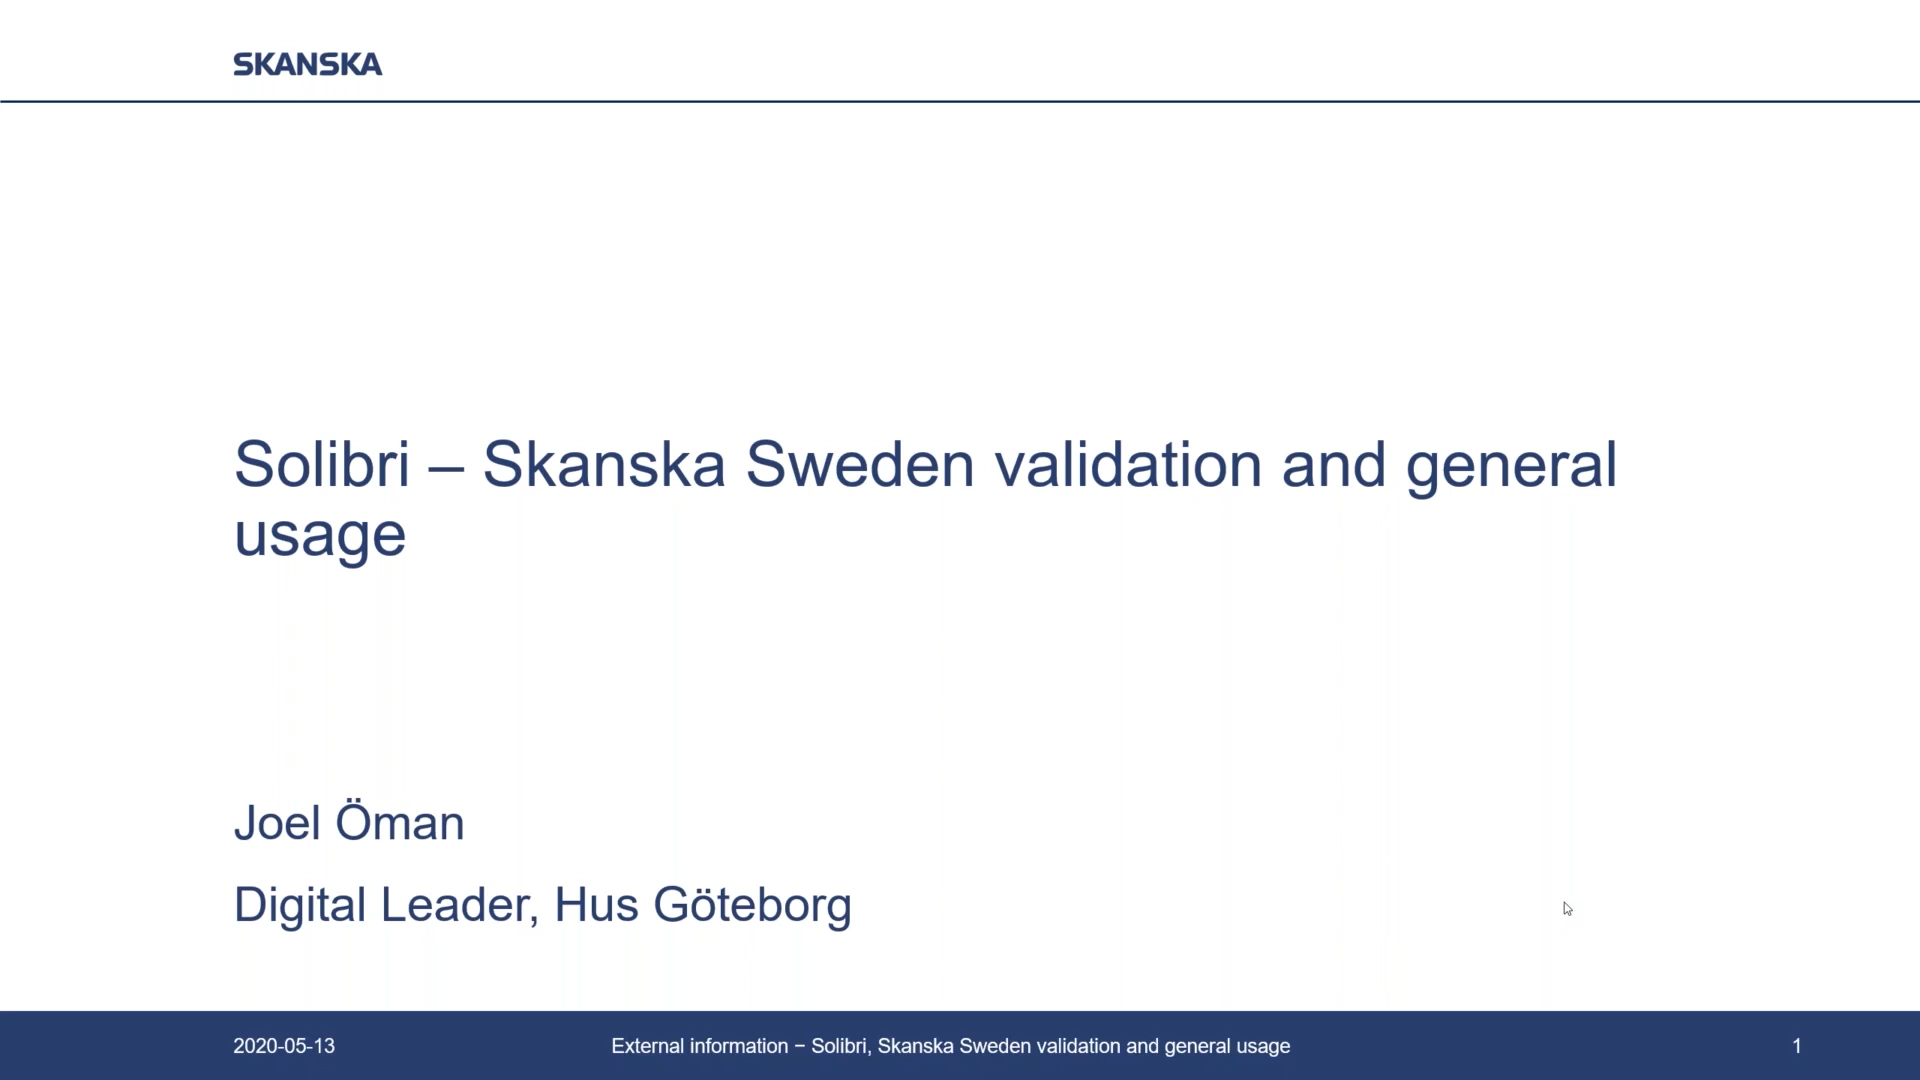 SKANSKA
Solibri – Skanska Sweden validation and general
usage
Joel Öman
Digital Leader, Hus Göteborg
2020-05-13
External information − Solibri, Skanska Sweden validation and general usage
1